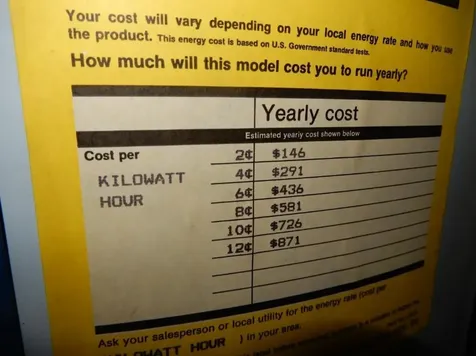 Your cost will vary depending on your local energy rate and how you use
the product. This energy cost is based on U.S. Government standard tests.
How much will this model cost you to run yearly?
Yearly cost
Estimated yearly cost shown below
Cost per
KILOWATT
HOUR
2¢ $146
4¢ $291
6¢ $436
8¢ $581
10¢ $726
12¢ $871
Ask your salesperson or local utility for the energy rate (cost per
KILOWATT HOUR ) in your area.